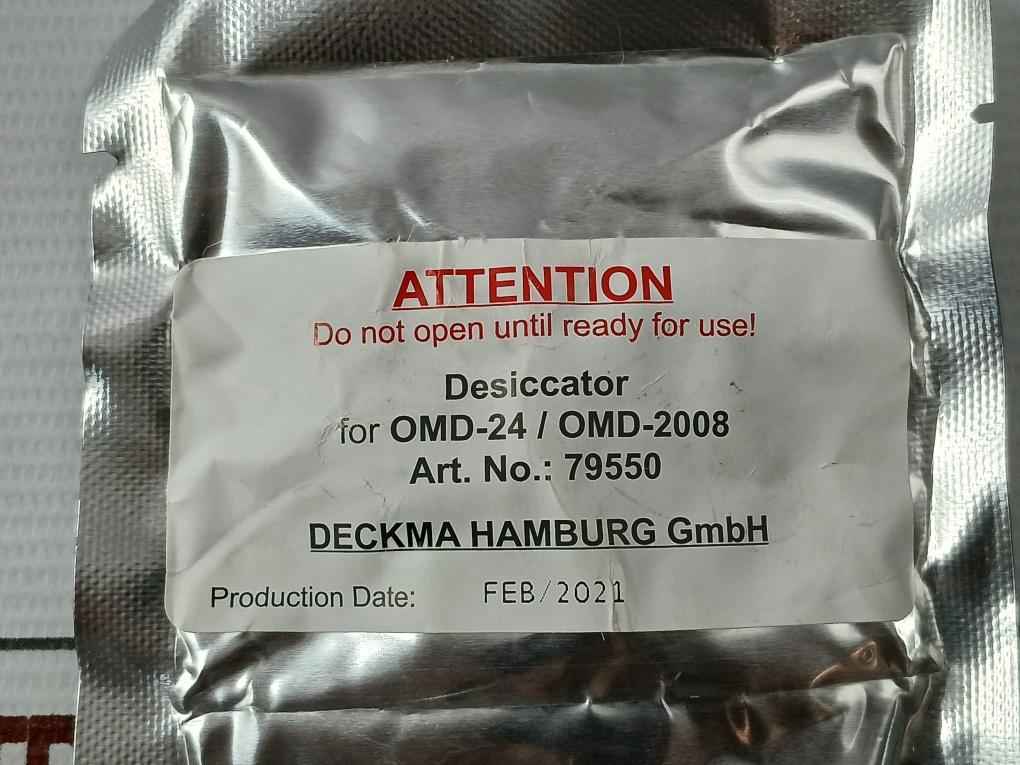 ATTENTION
Do not open until ready for use!
Desiccator
for OMD-24 / OMD-2008
Art. No.: 79550
DECKMA HAMBURG GmbH
Production Date: FEB/2021